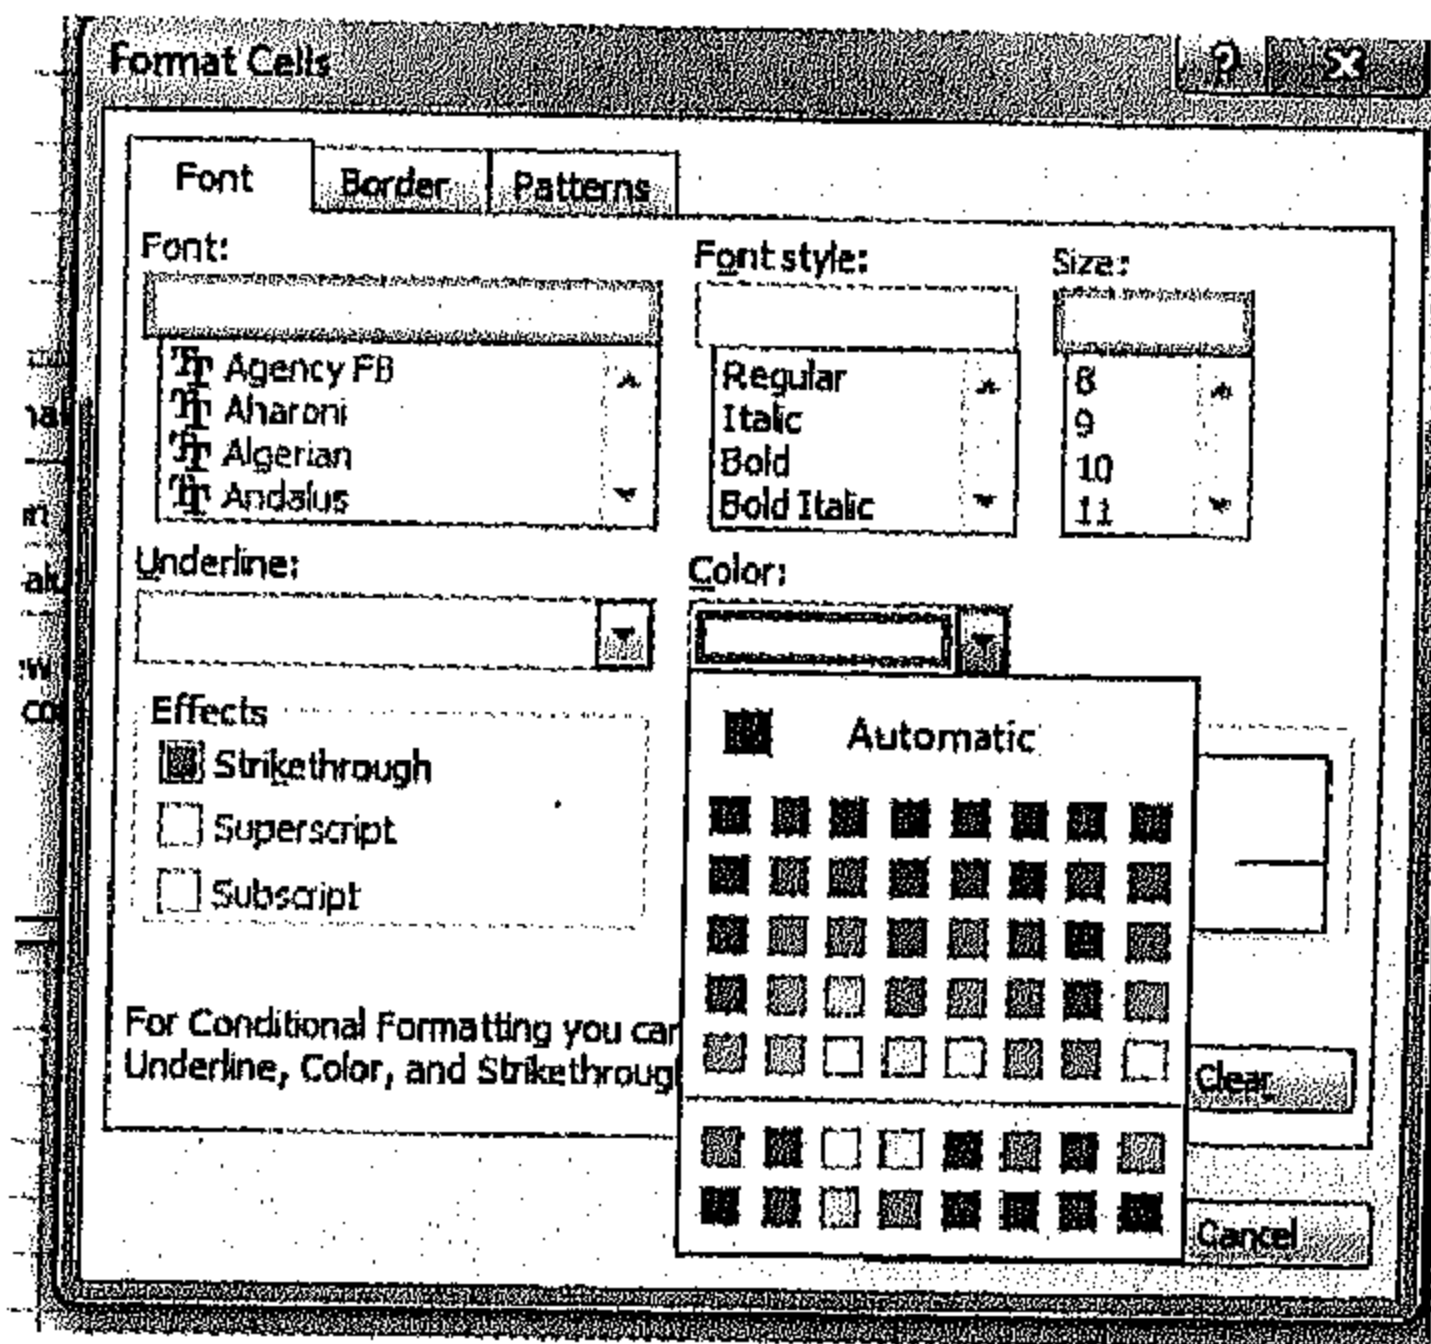 Format Cells
? X
Font Border Patterns
Font: Font style: Size:
Agency FB Regular 8
Aharoni Italic 9
Algerian Bold 10
Andalus Bold Italic 11
Underline: Color:
Effects
Automatic
Strikethrough
Superscript
Subscript
For Conditional Formatting you can
Underline, Color, and Strikethroug
Clear
Cancel